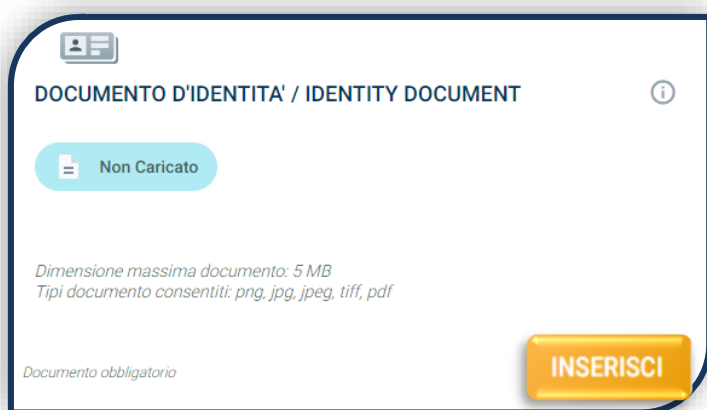 DOCUMENTO D'IDENTITA' / IDENTITY DOCUMENT
Non Caricato
Dimensione massima documento: 5 MB
Tipi documento consentiti: png, jpg, jpeg, tiff, pdf
Documento obbligatorio
INSERISCI